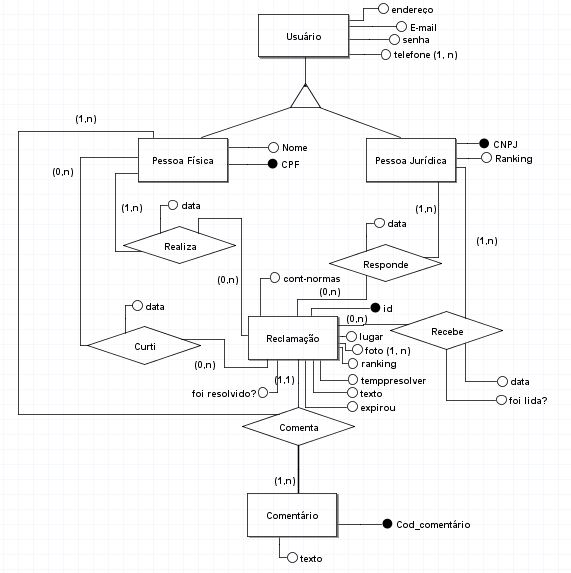 endereço
E-mail
Usuário
senha
telefone (1, n)
(1,n)
Nome
CNPJ
Pessoa Física
Pessoa Jurídica
Ranking
CPF
(0,n)
(1,n)
data
(1,n)
data
(1,n)
Realiza
Responde
(0,n)
cont-normas
(0,n)
data
id
(0,n)
Recebe
Reclamação
lugar
Curti
foto (1, n)
(0,n)
ranking
(1,1)
temppresolver
data
foi resolvido?
texto
foi lida?
expirou
Comenta
(1,n)
Comentário
Cod_comentário
texto